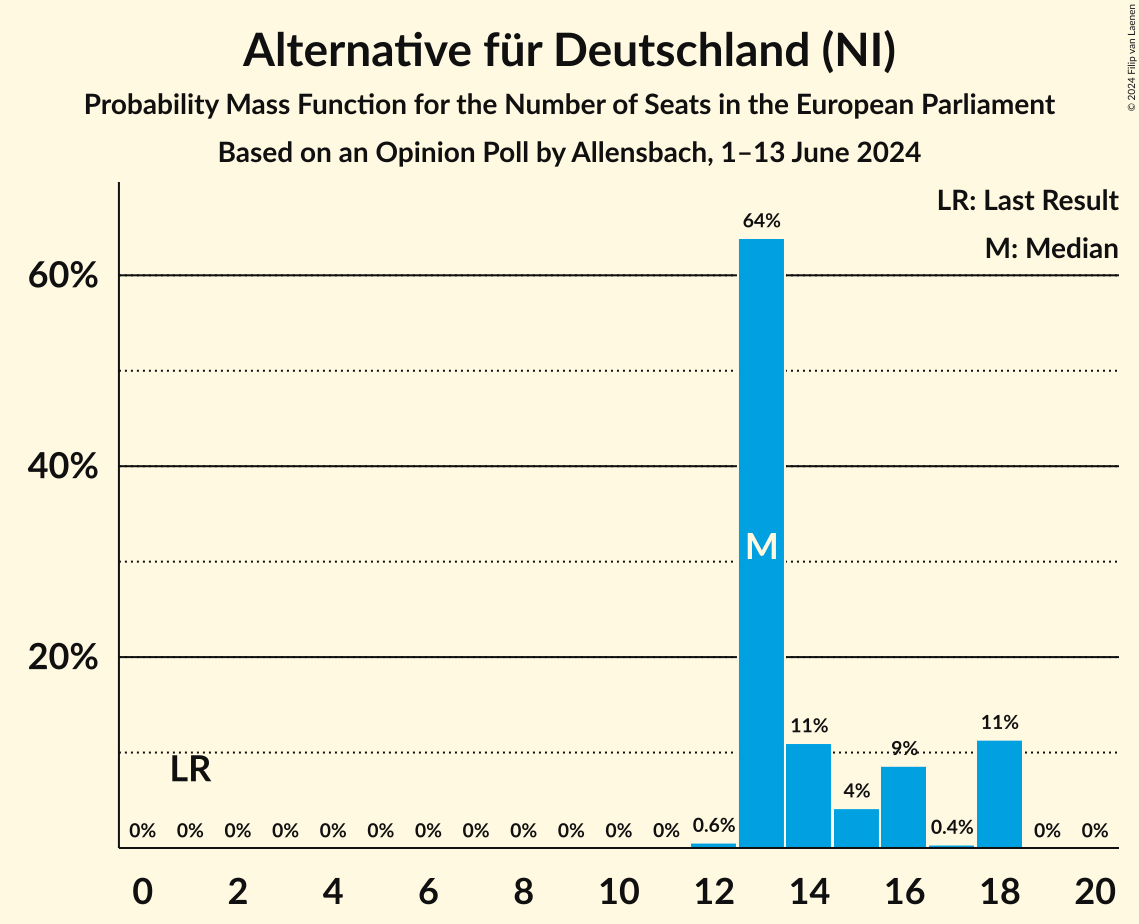 Alternative für Deutschland (NI)
Probability Mass Function for the Number of Seats in the European Parliament
Based on an Opinion Poll by Allensbach, 1–13 June 2024
© 2024 Filip van Laenen
LR: Last Result
M: Median
60%
40%
20%
64%
M
11%
4%
9%
0.4%
11%
LR
0% 0% 0% 0% 0% 0% 0% 0% 0% 0% 0% 0% 0.6% 0% 0%
0 2 4 6 8 10 12 14 16 18 20